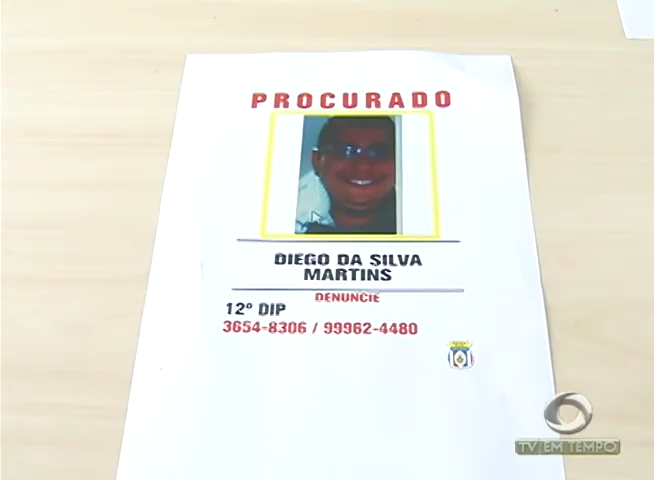 PROCURADO
DIEGO DA SILVA
MARTINS
DENUNCIE
12º DIP
3654-8306 / 99962-4480
TV EM TEMPO